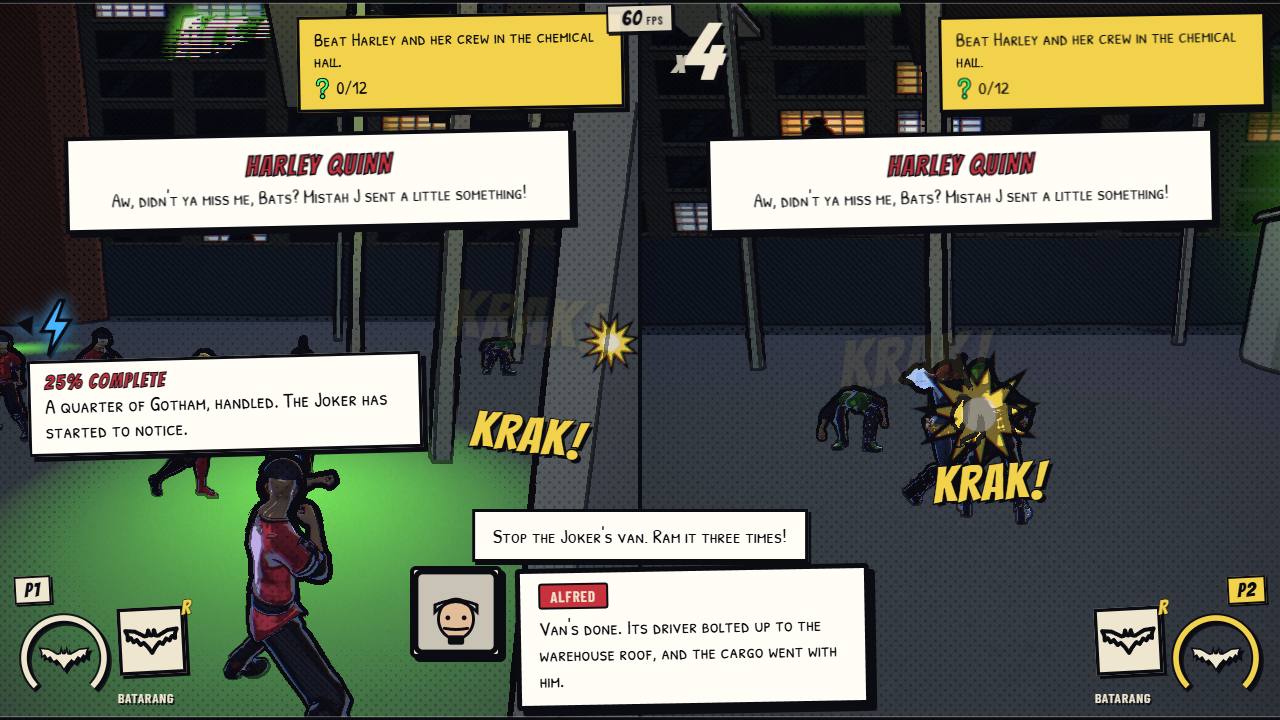 60 FPS
x4
BEAT HARLEY AND HER CREW IN THE CHEMICAL
HALL.
? 0/12
BEAT HARLEY AND HER CREW IN THE CHEMICAL
HALL.
? 0/12
HARLEY QUINN
AW, DIDN'T YA MISS ME, BATS? MISTAH J SENT A LITTLE SOMETHING!
HARLEY QUINN
AW, DIDN'T YA MISS ME, BATS? MISTAH J SENT A LITTLE SOMETHING!
KRAK!
KRAK!
25% COMPLETE
A QUARTER OF GOTHAM, HANDLED. THE JOKER HAS
STARTED TO NOTICE.
KRAK!
KRAK!
STOP THE JOKER'S VAN. RAM IT THREE TIMES!
ALFRED
VAN'S DONE. ITS DRIVER BOLTED UP TO THE
WAREHOUSE ROOF, AND THE CARGO WENT WITH
HIM.
P1
R
BATARANG
P2
R
BATARANG